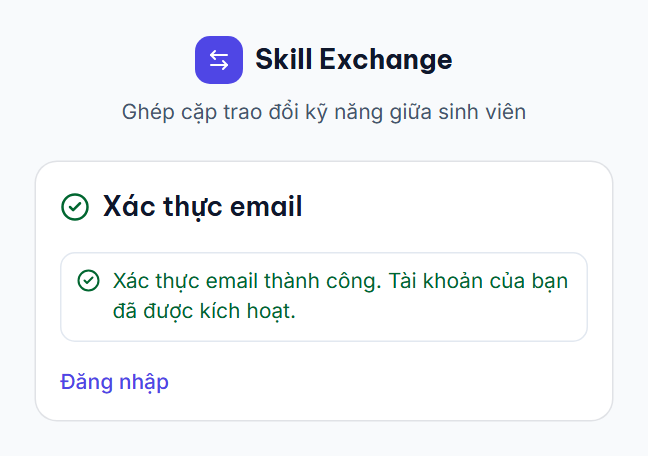 Skill Exchange
Ghép cặp trao đổi kỹ năng giữa sinh viên
Xác thực email
Xác thực email thành công. Tài khoản của bạn
đã được kích hoạt.
Đăng nhập